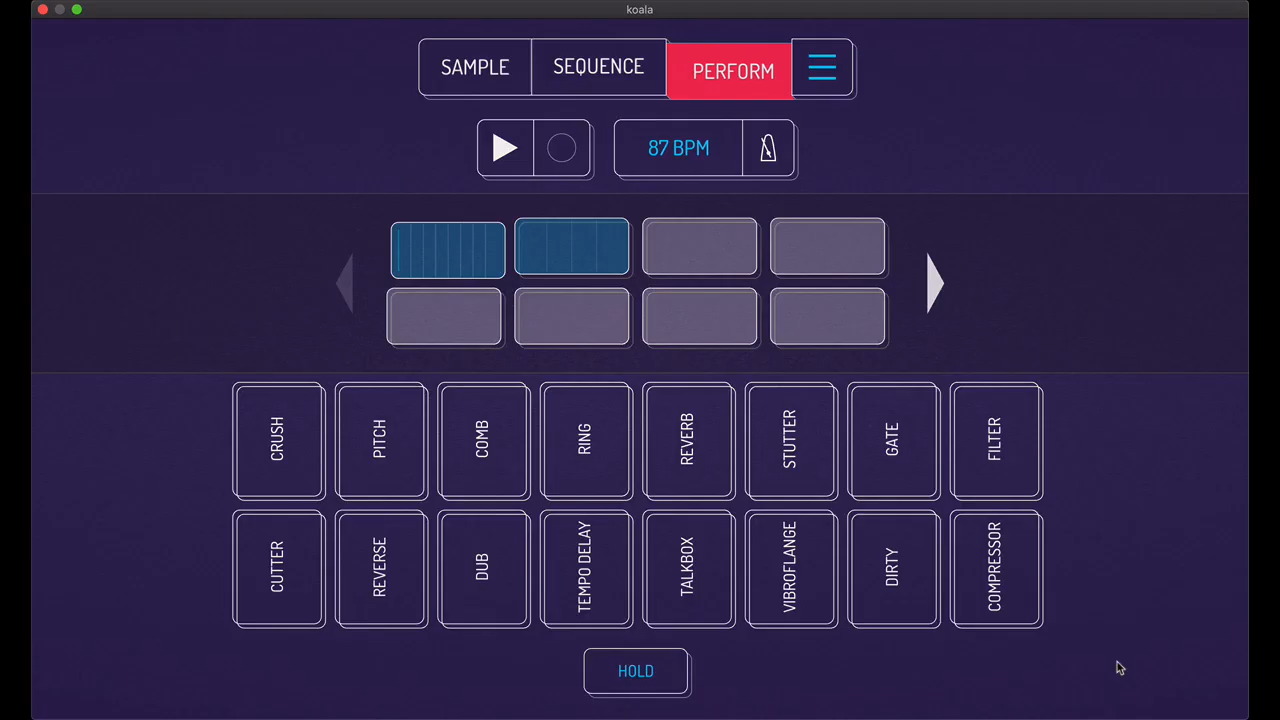 koala
SAMPLE SEQUENCE PERFORM
87 BPM
CRUSH PITCH COMB RING REVERB STUTTER GATE FILTER
CUTTER REVERSE DUB TEMPO DELAY TALKBOX VIBROFLANGE DIRTY COMPRESSOR
HOLD